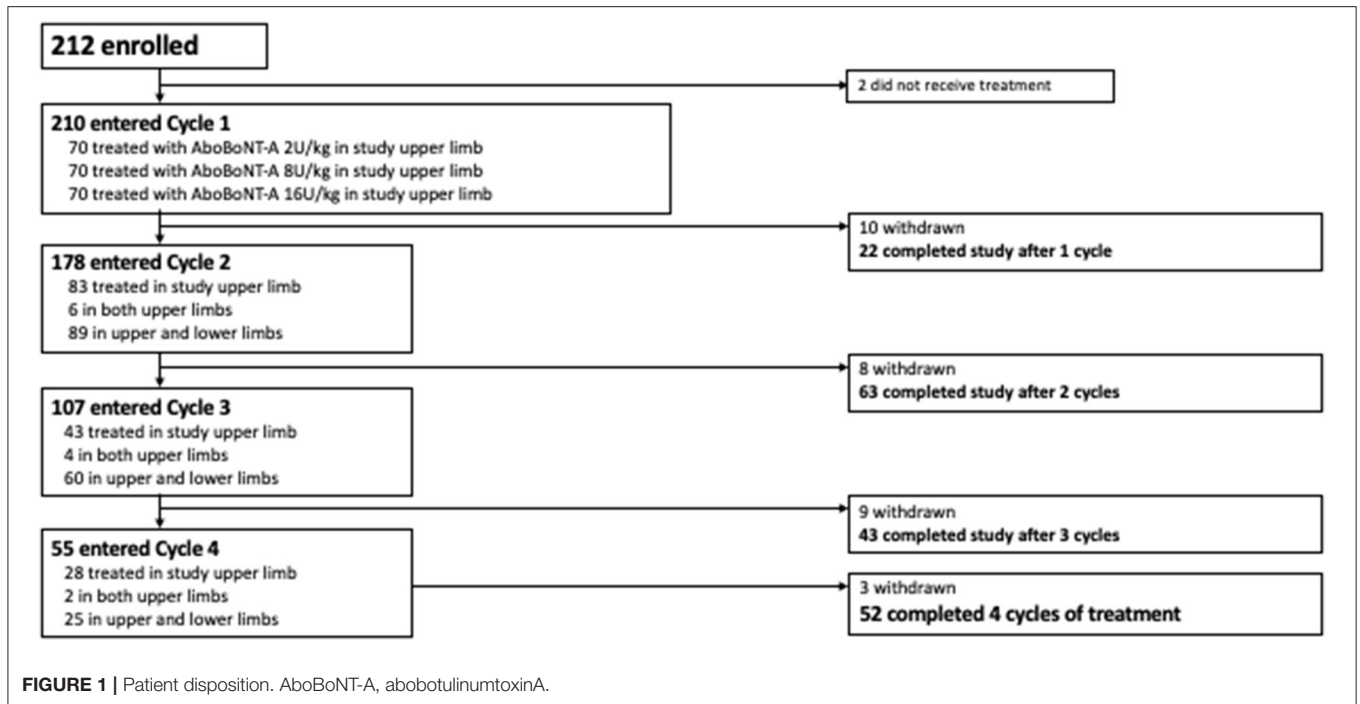 212 enrolled
2 did not receive treatment
210 entered Cycle 1
70 treated with AboBoNT-A 2U/kg in study upper limb
70 treated with AboBoNT-A 8U/kg in study upper limb
70 treated with AboBoNT-A 16U/kg in study upper limb
10 withdrawn
22 completed study after 1 cycle
178 entered Cycle 2
83 treated in study upper limb
6 in both upper limbs
89 in upper and lower limbs
8 withdrawn
63 completed study after 2 cycles
107 entered Cycle 3
43 treated in study upper limb
4 in both upper limbs
60 in upper and lower limbs
9 withdrawn
43 completed study after 3 cycles
55 entered Cycle 4
28 treated in study upper limb
2 in both upper limbs
25 in upper and lower limbs
3 withdrawn
52 completed 4 cycles of treatment
FIGURE 1 | Patient disposition. AboBoNT-A, abobotulinumtoxinA.